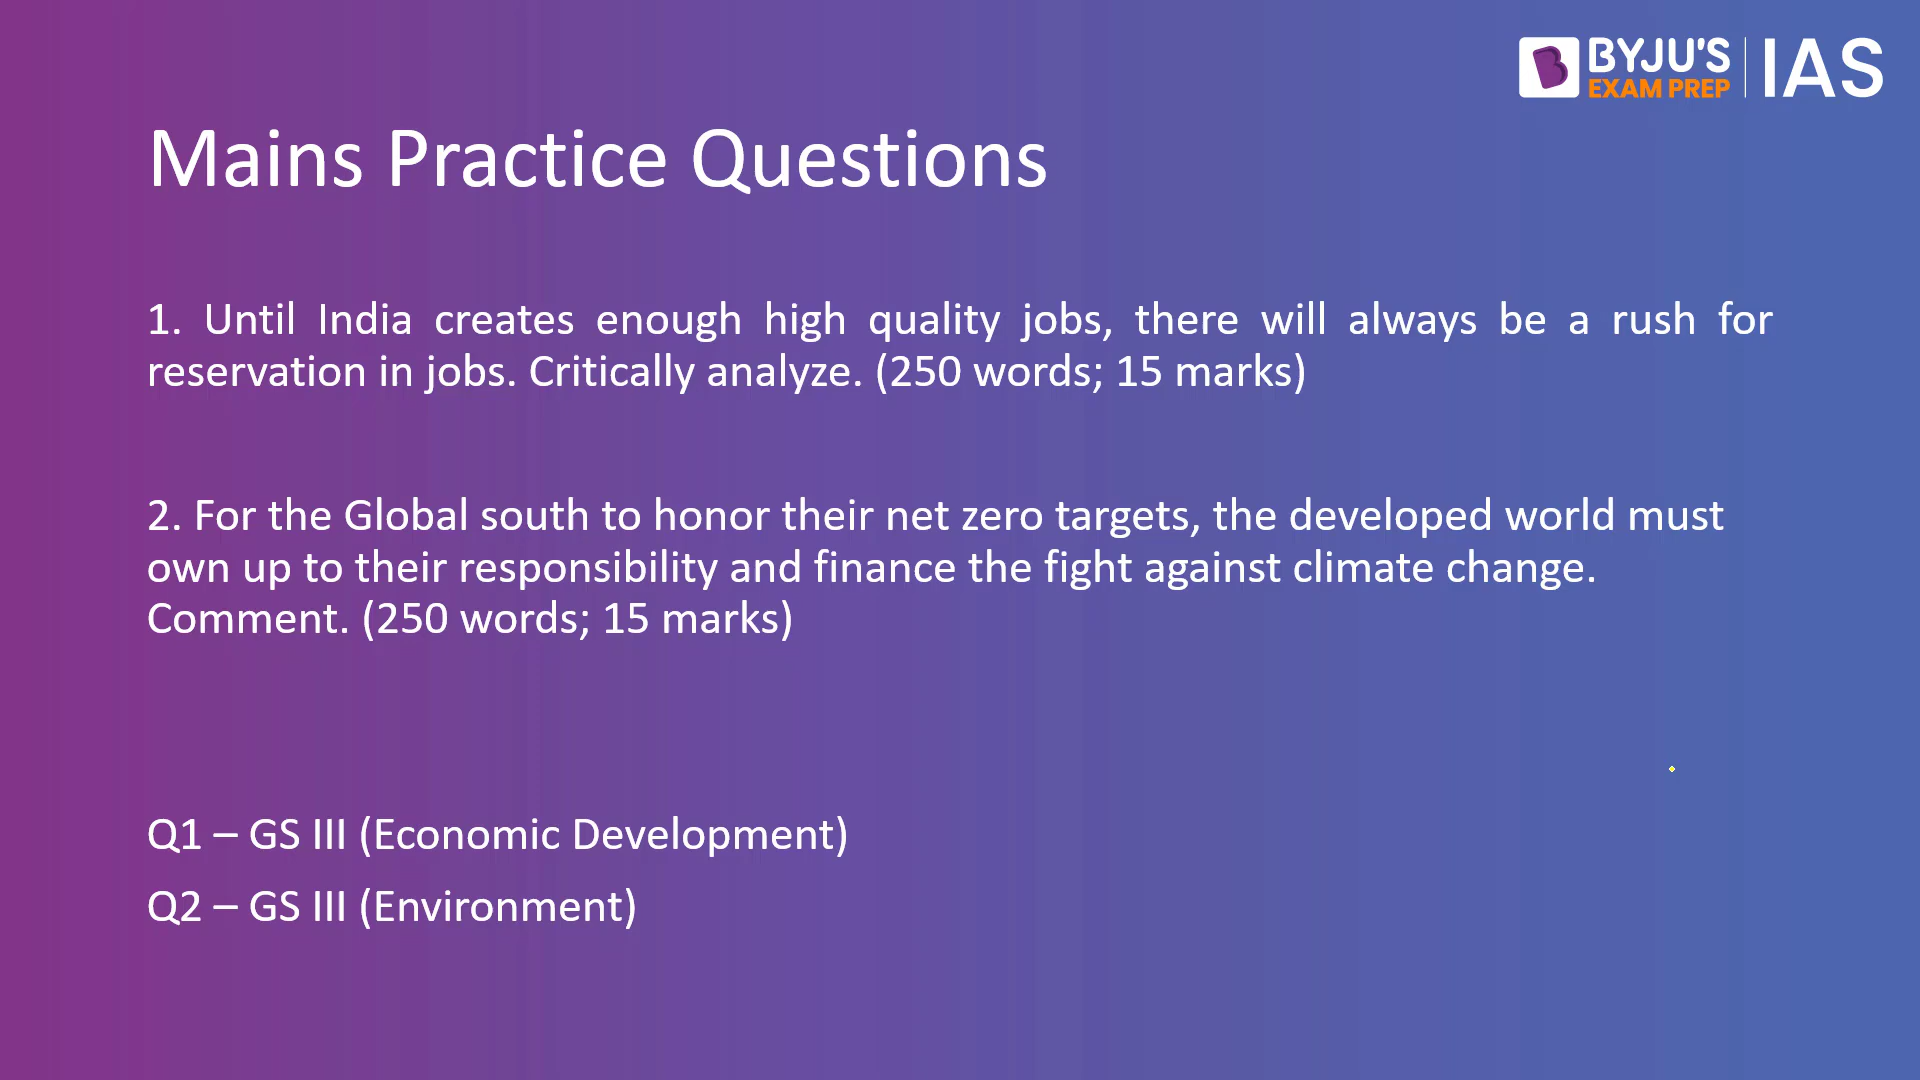 BYJU'S
EXAM PREP
IAS
Mains Practice Questions
1. Until India creates enough high quality jobs, there will always be a rush for
reservation in jobs. Critically analyze. (250 words; 15 marks)
2. For the Global south to honor their net zero targets, the developed world must
own up to their responsibility and finance the fight against climate change.
Comment. (250 words; 15 marks)
Q1 – GS III (Economic Development)
Q2 – GS III (Environment)